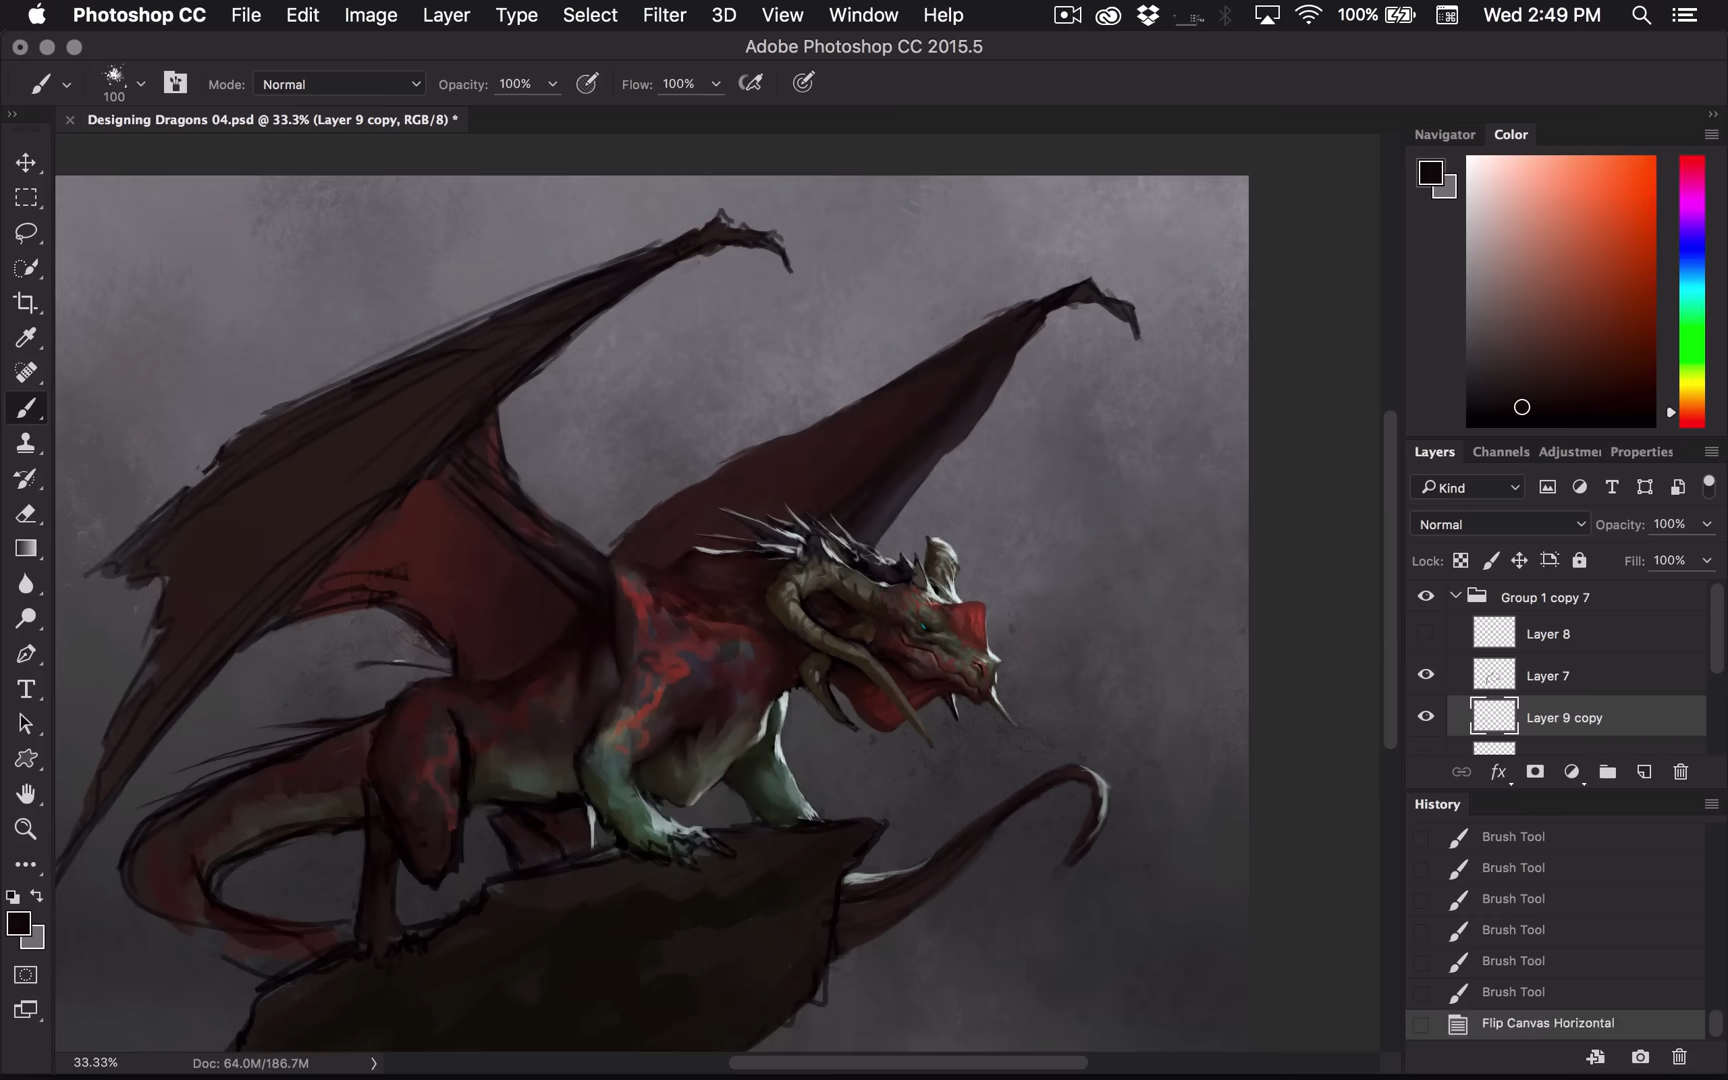 Photoshop CC File Edit Image Layer Type Select Filter 3D View Window Help 100% Wed 2:49 PM
Adobe Photoshop CC 2015.5
100 Mode: Normal Opacity: 100% Flow: 100%
Designing Dragons 04.psd @ 33.3% (Layer 9 copy, RGB/8) *
Navigator Color
Layers Channels Adjustmen Properties
Kind
Normal Opacity: 100%
Lock: Fill: 100%
Group 1 copy 7
Layer 8
Layer 7
Layer 9 copy
fx
History
Brush Tool
Brush Tool
Brush Tool
Brush Tool
Brush Tool
Brush Tool
Flip Canvas Horizontal
33.33% Doc: 64.0M/186.7M